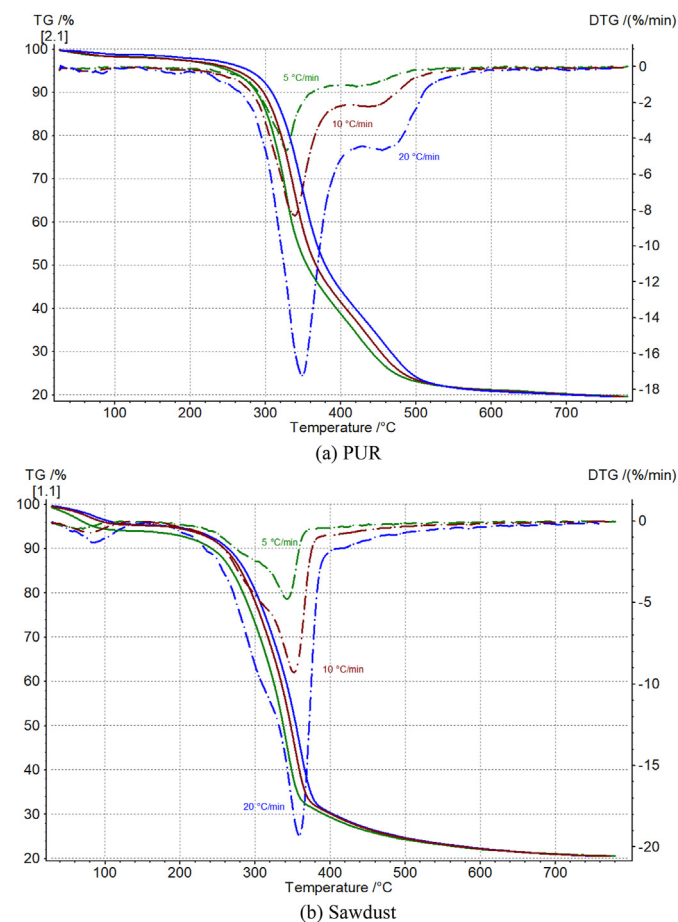 TG /%
DTG /(%/min)
[2.1]
100
90
80
70
60
50
40
30
20
0
-2
-4
-6
-8
-10
-12
-14
-16
-18
5 °C/min
10 °C/min
20 °C/min
100 200 300 400 500 600 700
Temperature /°C
(a) PUR
TG /%
DTG /(%/min)
[1.1]
100
90
80
70
60
50
40
30
20
0
-5
-10
-15
-20
5 °C/min
10 °C/min
20 °C/min
100 200 300 400 500 600 700
Temperature /°C
(b) Sawdust